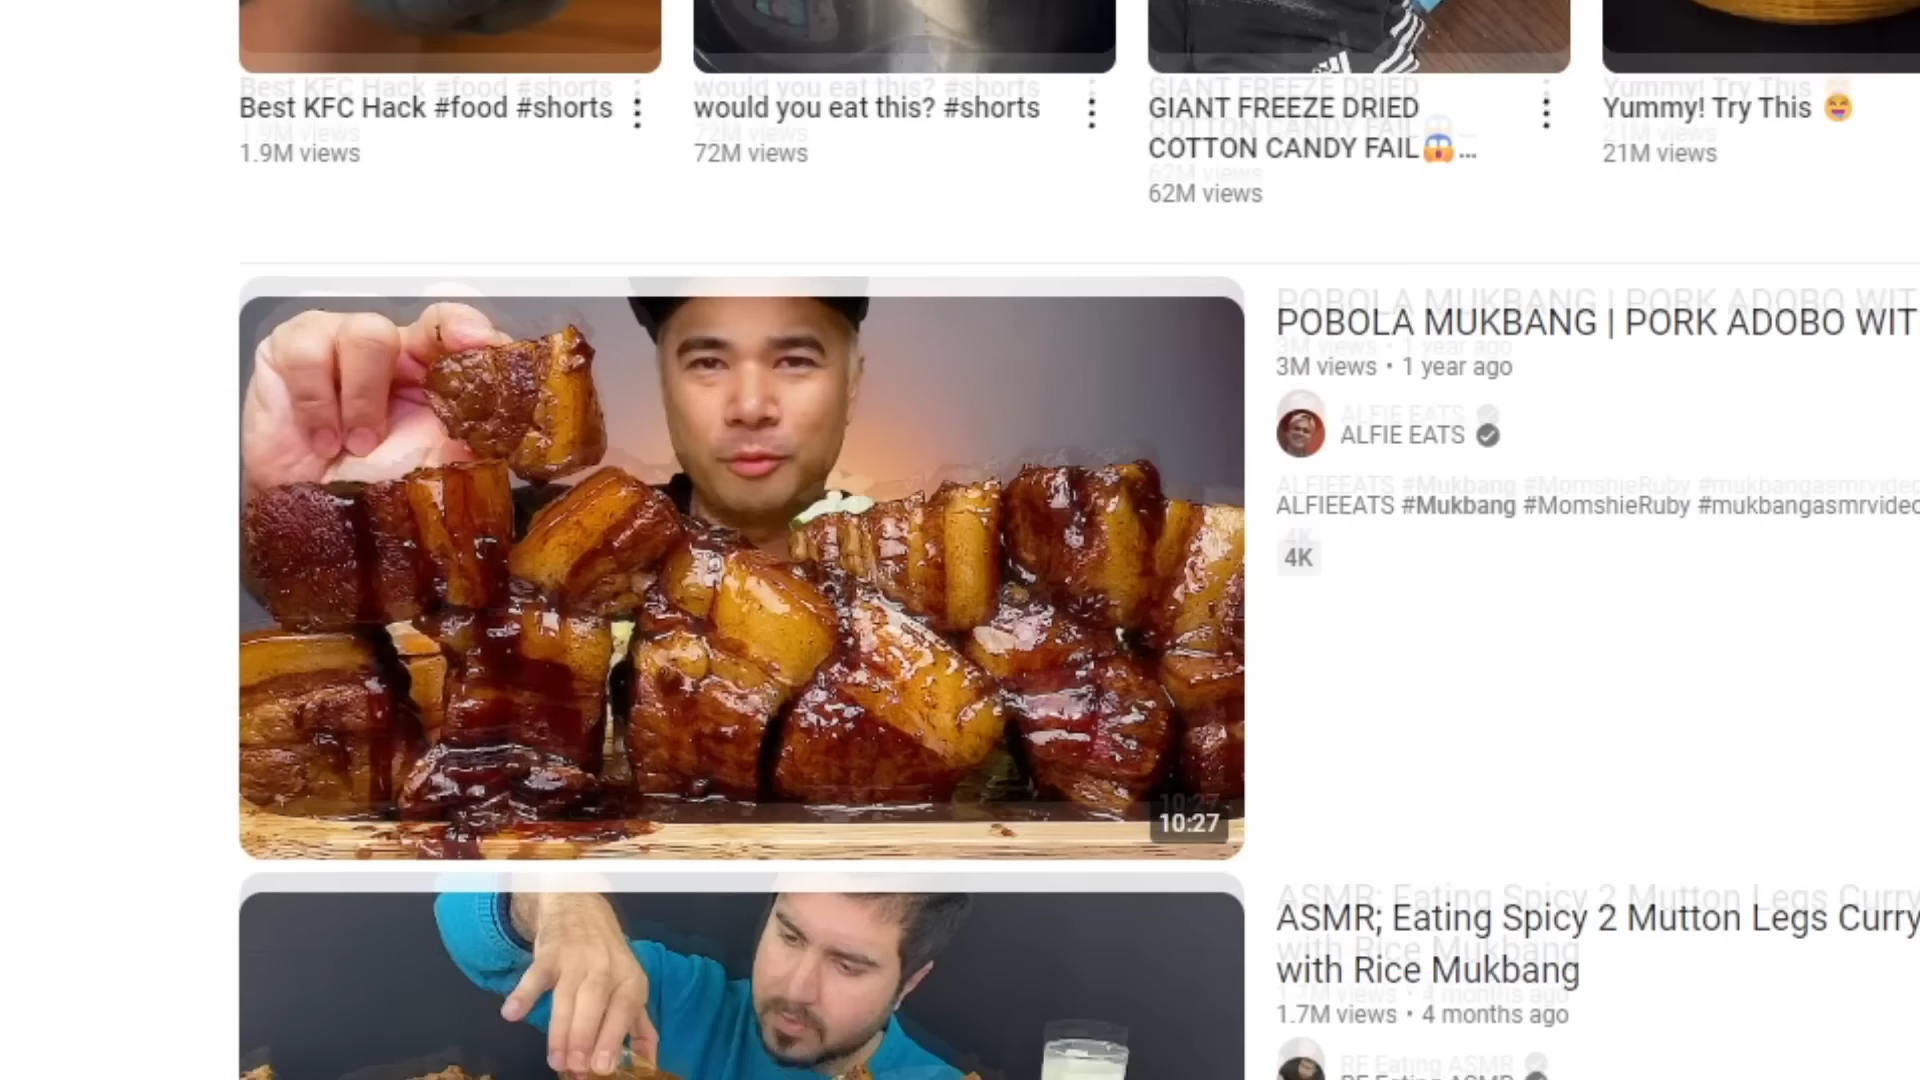 Best KFC Hack #food #shorts
1.9M views
would you eat this? #shorts
72M views
GIANT FREEZE DRIED
COTTON CANDY FAIL😱...
62M views
Yummy! Try This 😄
21M views
POBOLA MUKBANG | PORK ADOBO WIT
3M views • 1 year ago
ALFIE EATS
ALFIEEATS #Mukbang #MomshieRuby #mukbangasmrvideo
4K
10:27
ASMR; Eating Spicy 2 Mutton Legs Curry
with Rice Mukbang
1.7M views • 4 months ago
RF Eating ASMR